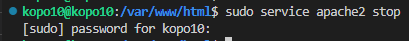 kopo10@kopo10:/var/www/html$ sudo service apache2 stop
[sudo] password for kopo10: